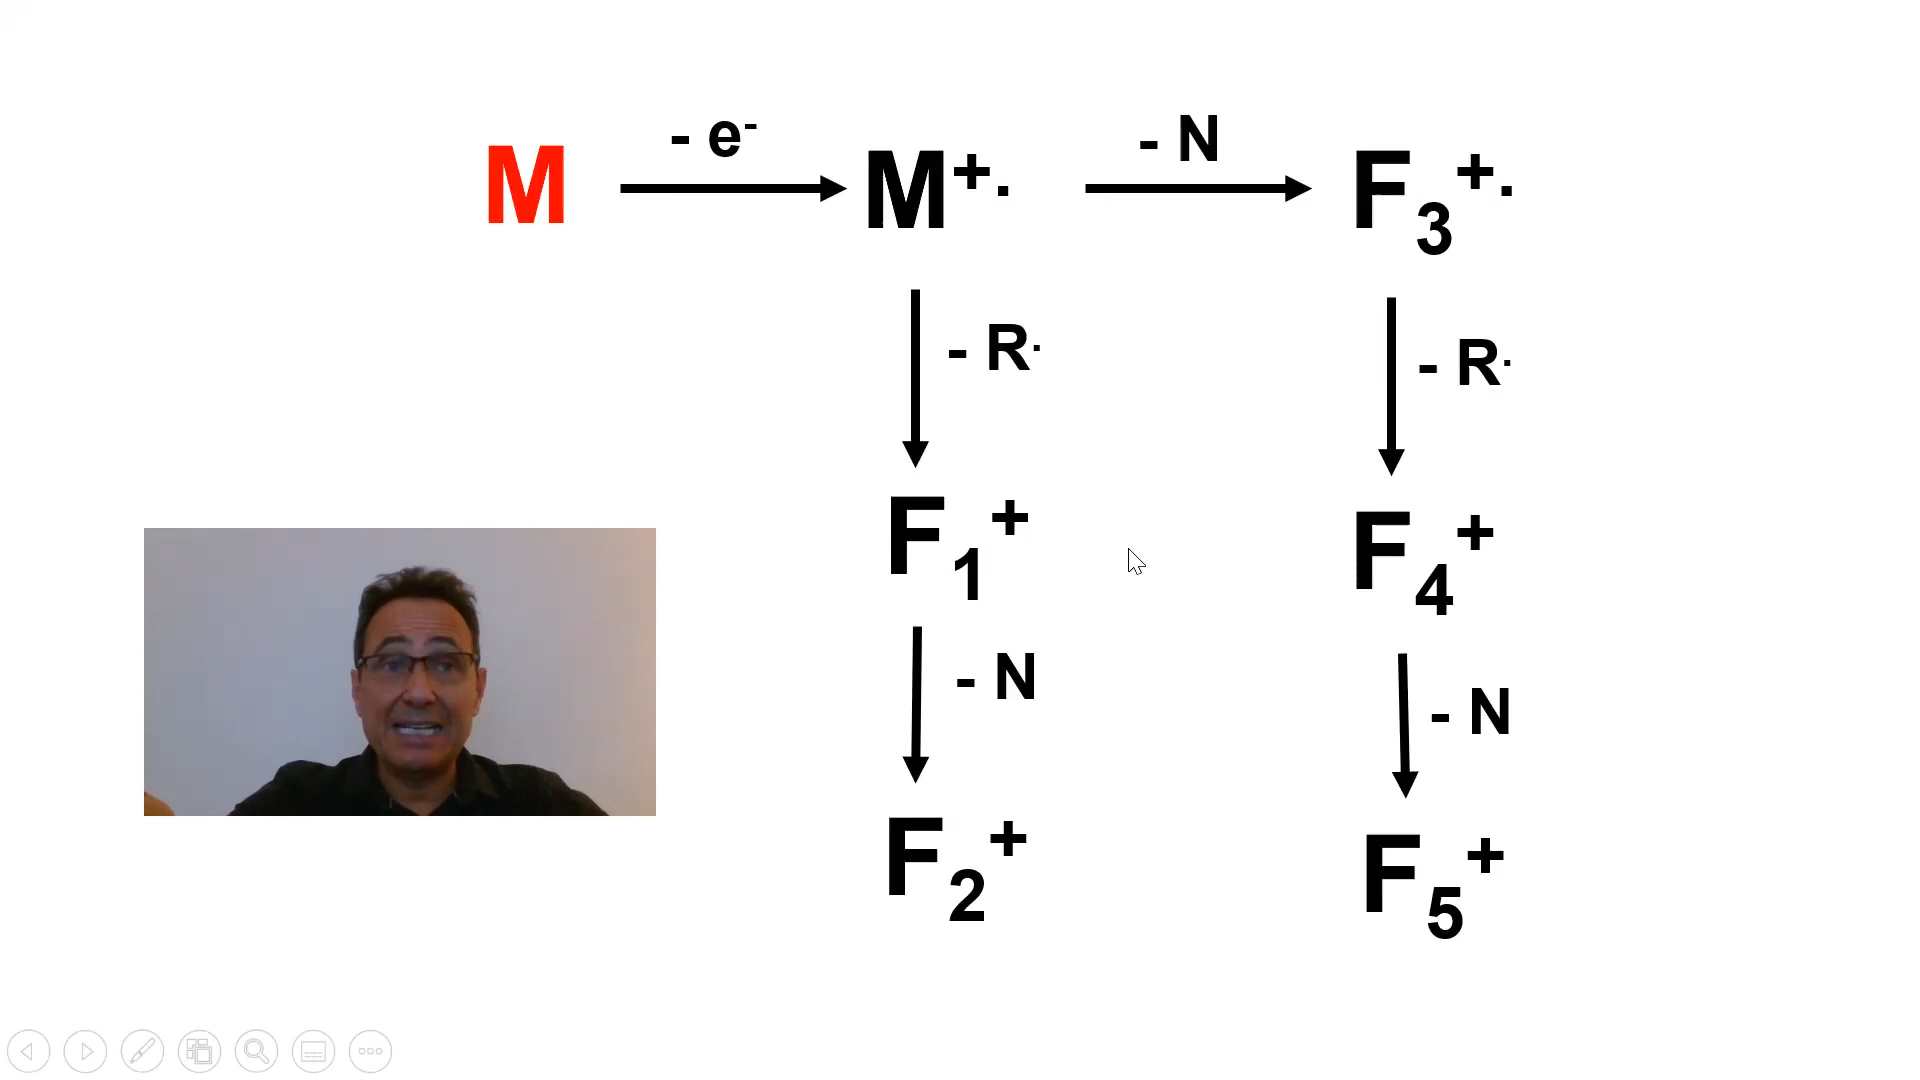 M - e⁻ M⁺· - N F₃⁺·
- R· - R·
F₁⁺ F₄⁺
- N - N
F₂⁺ F₅⁺